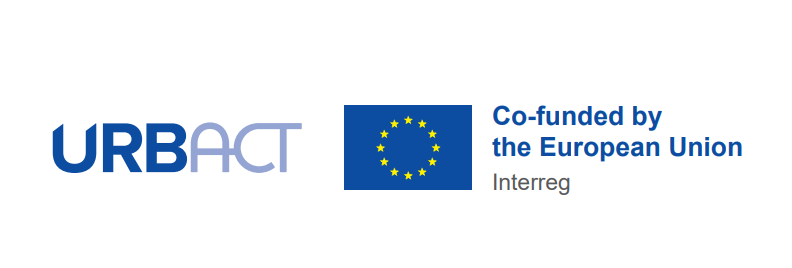 URBACT
Co-funded by
the European Union
Interreg